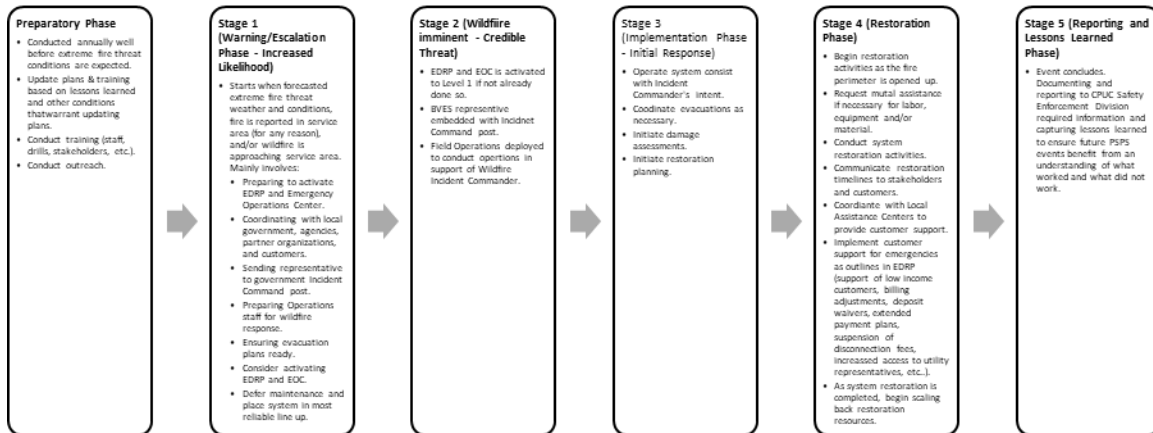 Preparatory Phase
• Conducted annually well
before extreme fire threat
conditions are expected.
• Update plans & training
based on lessons learned
and other conditions
thatwarrant updating
plans.
• Conduct training (staff,
drills, stakeholders, etc.).
• Conduct outreach.
Stage 1
(Warning/Escalation
Phase - Increased
Likelihood)
• Starts when forecasted
extreme fire threat
weather and conditions,
fire is reported in service
area (for any reason),
and/or wildfire is
approaching service area.
Mainly involves:
• Preparing to activate
EDRP and Emergency
Operations Center.
• Coordinating with local
government, agencies,
partner organizations,
and customers.
• Sending representative
to government Incident
Command post.
• Preparing Operations
staff for wildfire
response.
• Ensuring evacuation
plans ready.
• Consider activating
EDRP and EOC.
• Defer maintenance and
place system in most
reliable line up.
Stage 2 (Wildfiire
imminent - Credible
Threat)
• EDRP and EOC is activated
to Level 1 if not already
done so.
• BVES representive
embedded with Incidnet
Command post.
• Field Operations deployed
to conduct opertions in
support of Wildfire
Incident Commander.
Stage 3
(Implementation Phase
- Initial Response)
• Operate system consist
with Incident
Commander's intent.
• Coodinate evacuations as
necessary.
• Initiate damage
assessments.
• Initiate restoration
planning.
Stage 4 (Restoration
Phase)
• Begin restoration
activities as the fire
perimeter is opened up.
• Request mutal assistance
if necessary for labor,
equipment and/or
material.
• Conduct system
restoration activities.
• Communicate restoration
timelines to stakeholders
and customers.
• Coordiante with Local
Assistance Centers to
provide customer support.
• Implement customer
support for emergencies
as outlines in EDRP
(support of low income
customers, billing
adjustments, deposit
waivers, extended
payment plans,
suspension of
disconnection fees,
increassed access to utility
representatives, etc..).
• As system restoration is
completed, begin scaling
back restoration
resources.
Stage 5 (Reporting and
Lessons Learned
Phase)
• Event concludes.
Documenting and
reporting to CPUC Safety
Enforcement Division
required information and
capturing lessons learned
to ensure future PSPS
events benefit from an
understanding of what
worked and what did not
work.